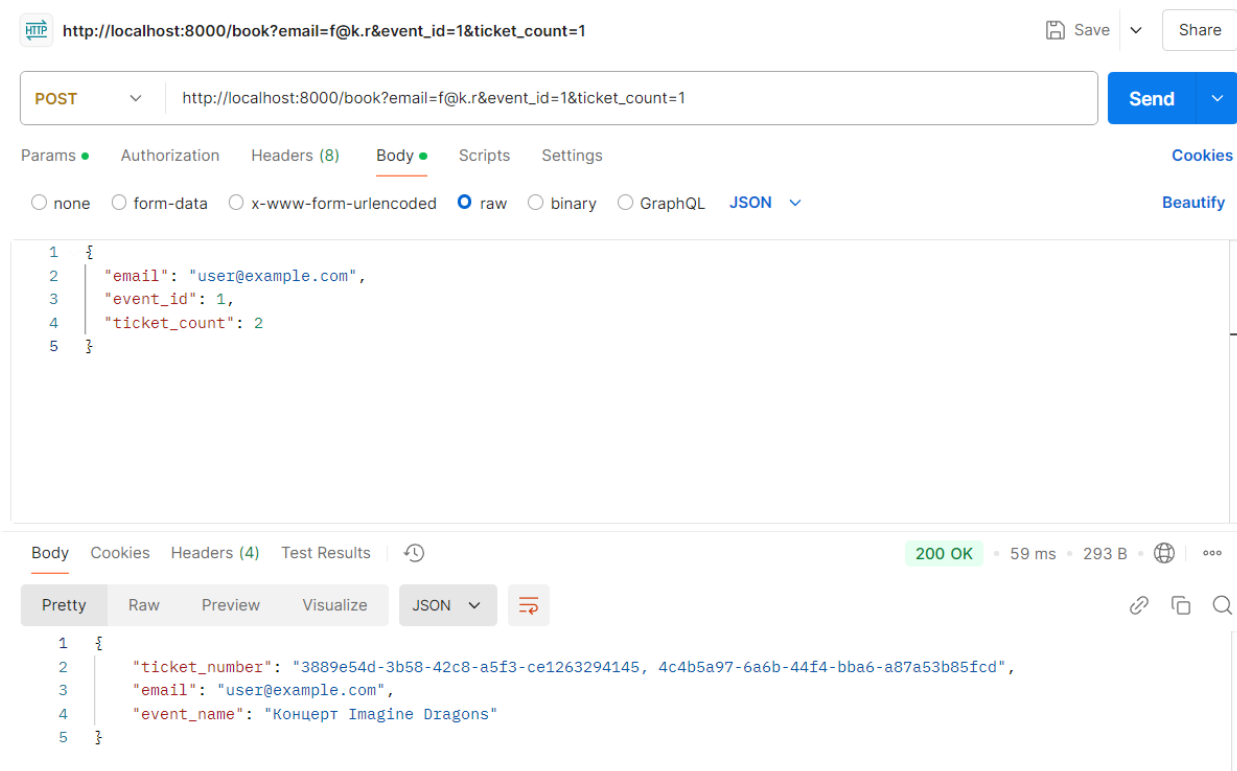 HTTP http://localhost:8000/book?email=f@k.r&event_id=1&ticket_count=1 Save Share
POST http://localhost:8000/book?email=f@k.r&event_id=1&ticket_count=1 Send
Params Authorization Headers (8) Body Scripts Settings Cookies
none form-data x-www-form-urlencoded raw binary GraphQL JSON Beautify
1 {
2 "email": "user@example.com",
3 "event_id": 1,
4 "ticket_count": 2
5 }
Body Cookies Headers (4) Test Results 200 OK • 59 ms • 293 B •
Pretty Raw Preview Visualize JSON
1 {
2 "ticket_number": "3889e54d-3b58-42c8-a5f3-ce1263294145, 4c4b5a97-6a6b-44f4-bba6-a87a53b85fcd",
3 "email": "user@example.com",
4 "event_name": "Концерт Imagine Dragons"
5 }